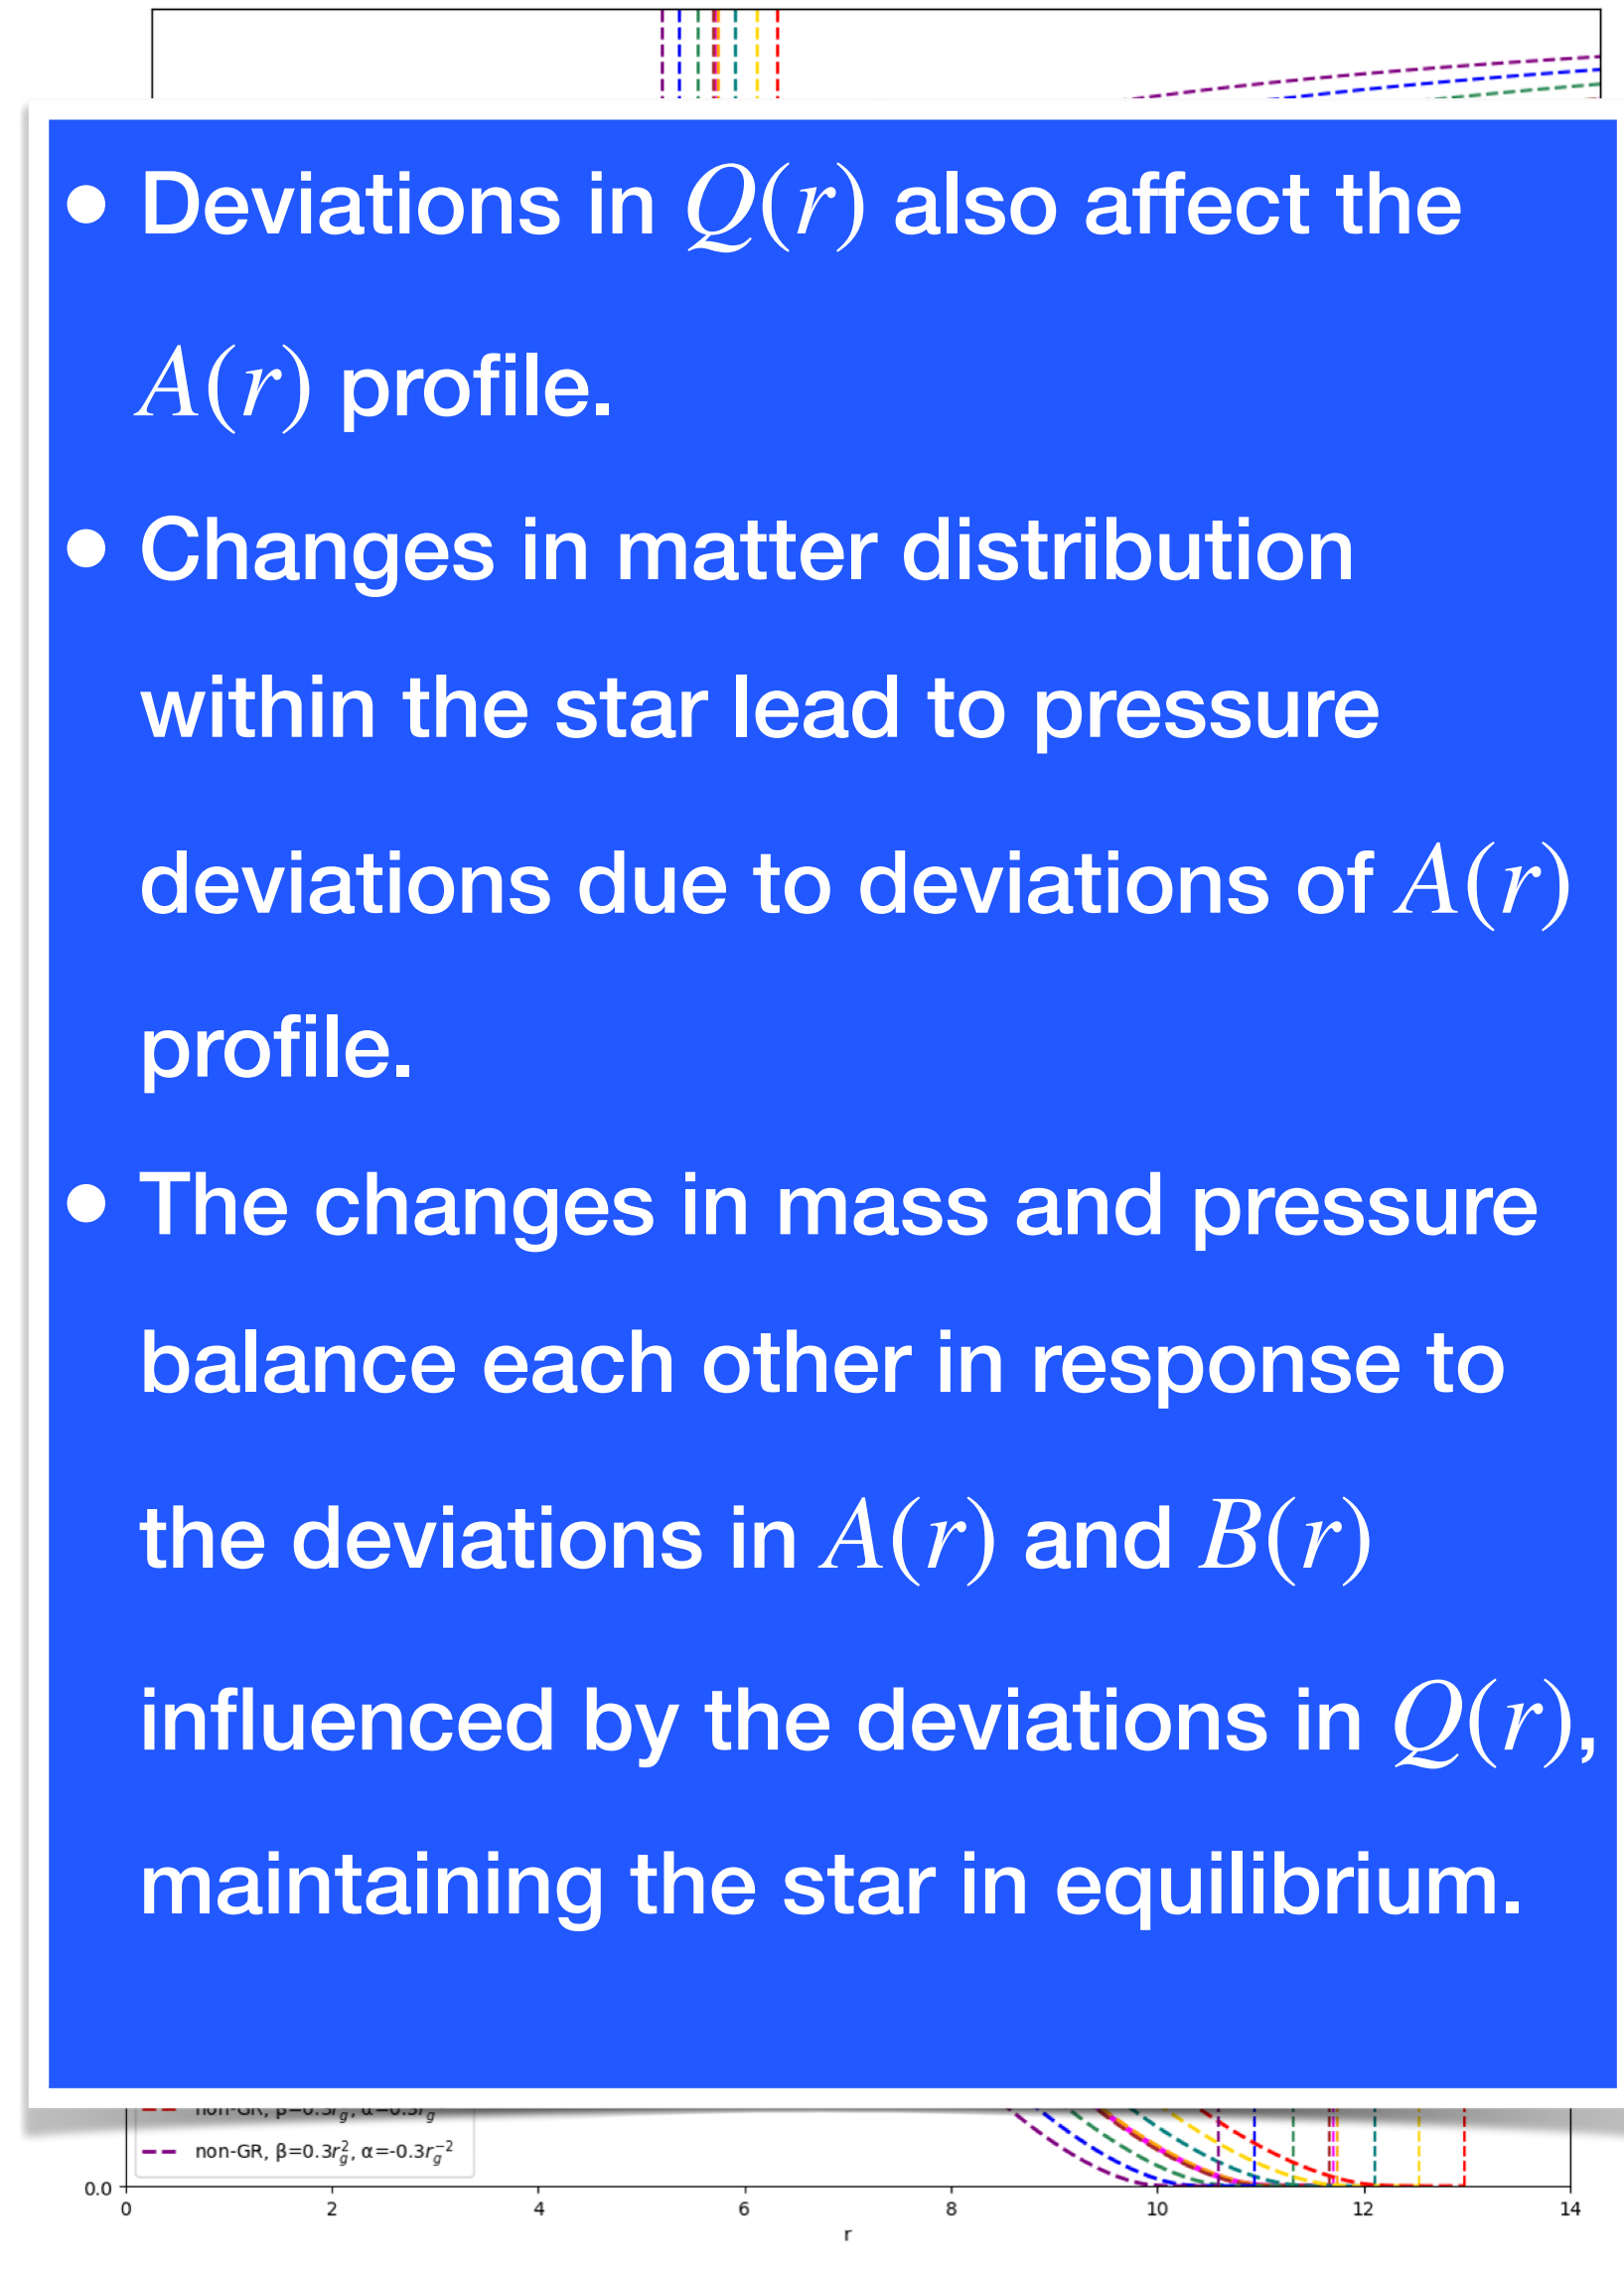 • Deviations in Q(r) also affect the
A(r) profile.
• Changes in matter distribution
within the star lead to pressure
deviations due to deviations of A(r)
profile.
• The changes in mass and pressure
balance each other in response to
the deviations in A(r) and B(r)
influenced by the deviations in Q(r),
maintaining the star in equilibrium.
non-GR, β=0.3r_g^2, α=-0.3r_g^{-2}
0.0
0 2 4 6 8 10 12 14
r